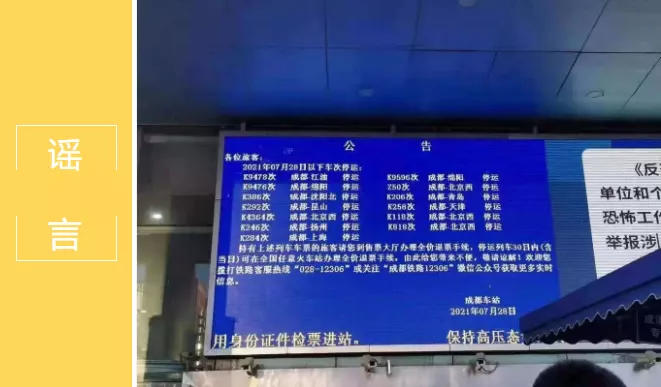 谣
言
公 告
各位旅客：
2021年07月28日以下车次停运：
K9478次 成都-江油 停运 K9596次 成都-绵阳 停运
K9476次 成都-绵阳 停运 Z50次 成都-北京西 停运
K386次 成都-沈阳北 停运 K206次 成都-青岛 停运
K292次 成都-昆山 停运 K258次 成都-天津 停运
K4364次 成都-北京西 停运 K118次 成都-北京西 停运
K246次 成都-扬州 停运 K818次 成都-北京西 停运
K284次 成都-上海 停运
持有上述列车车票的旅客请您到售票大厅办理全价退票手续，停运列车30日内(含
当日)可在全国任意火车站办理全价退票手续。由此给您带来不便，敬请谅解！欢迎您
拨打铁路客服热线"028-12306"或关注"成都铁路12306"微信公众号获取更多实时
信息。
成都车站
2021年07月28日
用身份证件检票进站。 保持高压态
《反
单位和个
恐怖工作
举报涉